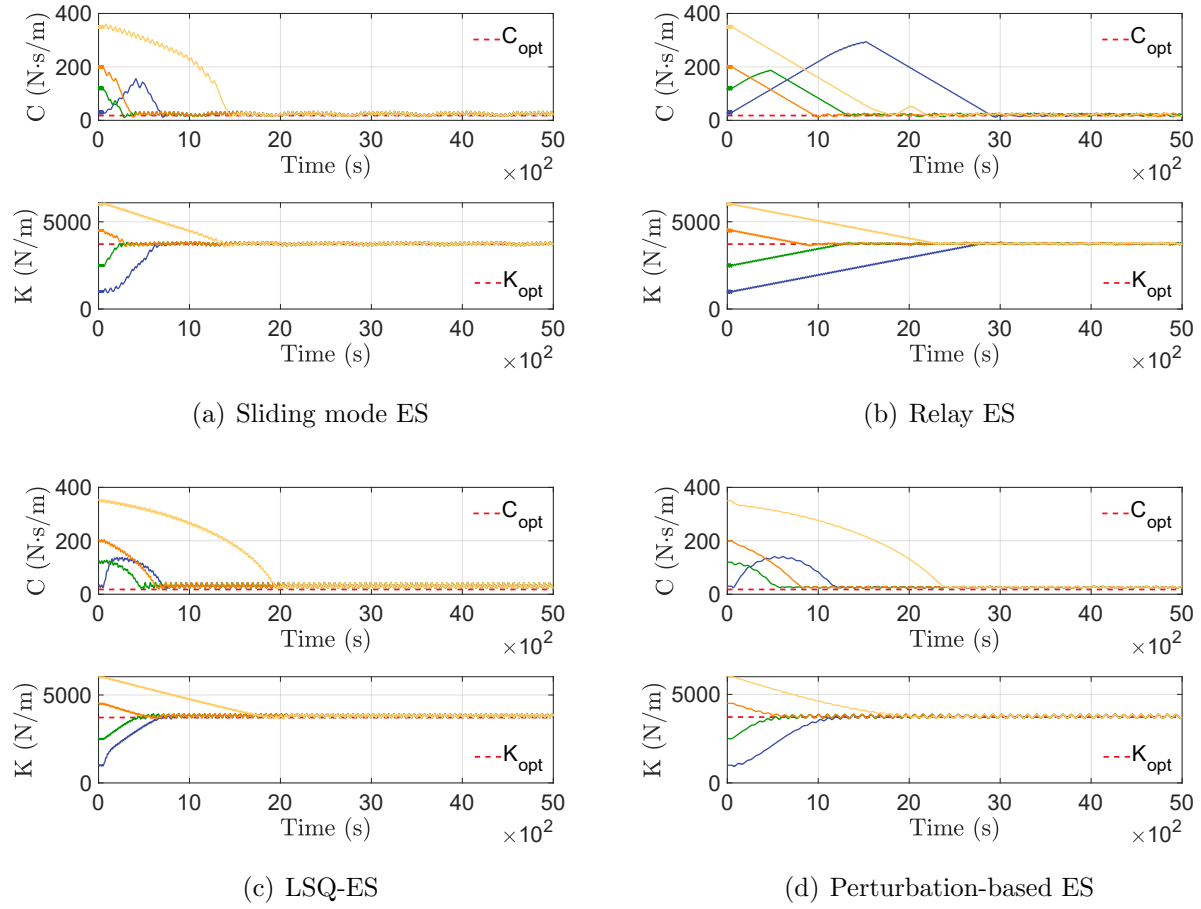 400
200
0
C (N·s/m)
C_opt
0 10 20 30 40 50
Time (s)
×10²
5000
0
K (N/m)
K_opt
0 10 20 30 40 50
Time (s)
×10²
(a) Sliding mode ES
400
200
0
C (N·s/m)
C_opt
0 10 20 30 40 50
Time (s)
×10²
5000
0
K (N/m)
K_opt
0 10 20 30 40 50
Time (s)
×10²
(b) Relay ES
400
200
0
C (N·s/m)
C_opt
0 10 20 30 40 50
Time (s)
×10²
5000
0
K (N/m)
K_opt
0 10 20 30 40 50
Time (s)
×10²
(c) LSQ-ES
400
200
0
C (N·s/m)
C_opt
0 10 20 30 40 50
Time (s)
×10²
5000
0
K (N/m)
K_opt
0 10 20 30 40 50
Time (s)
×10²
(d) Perturbation-based ES